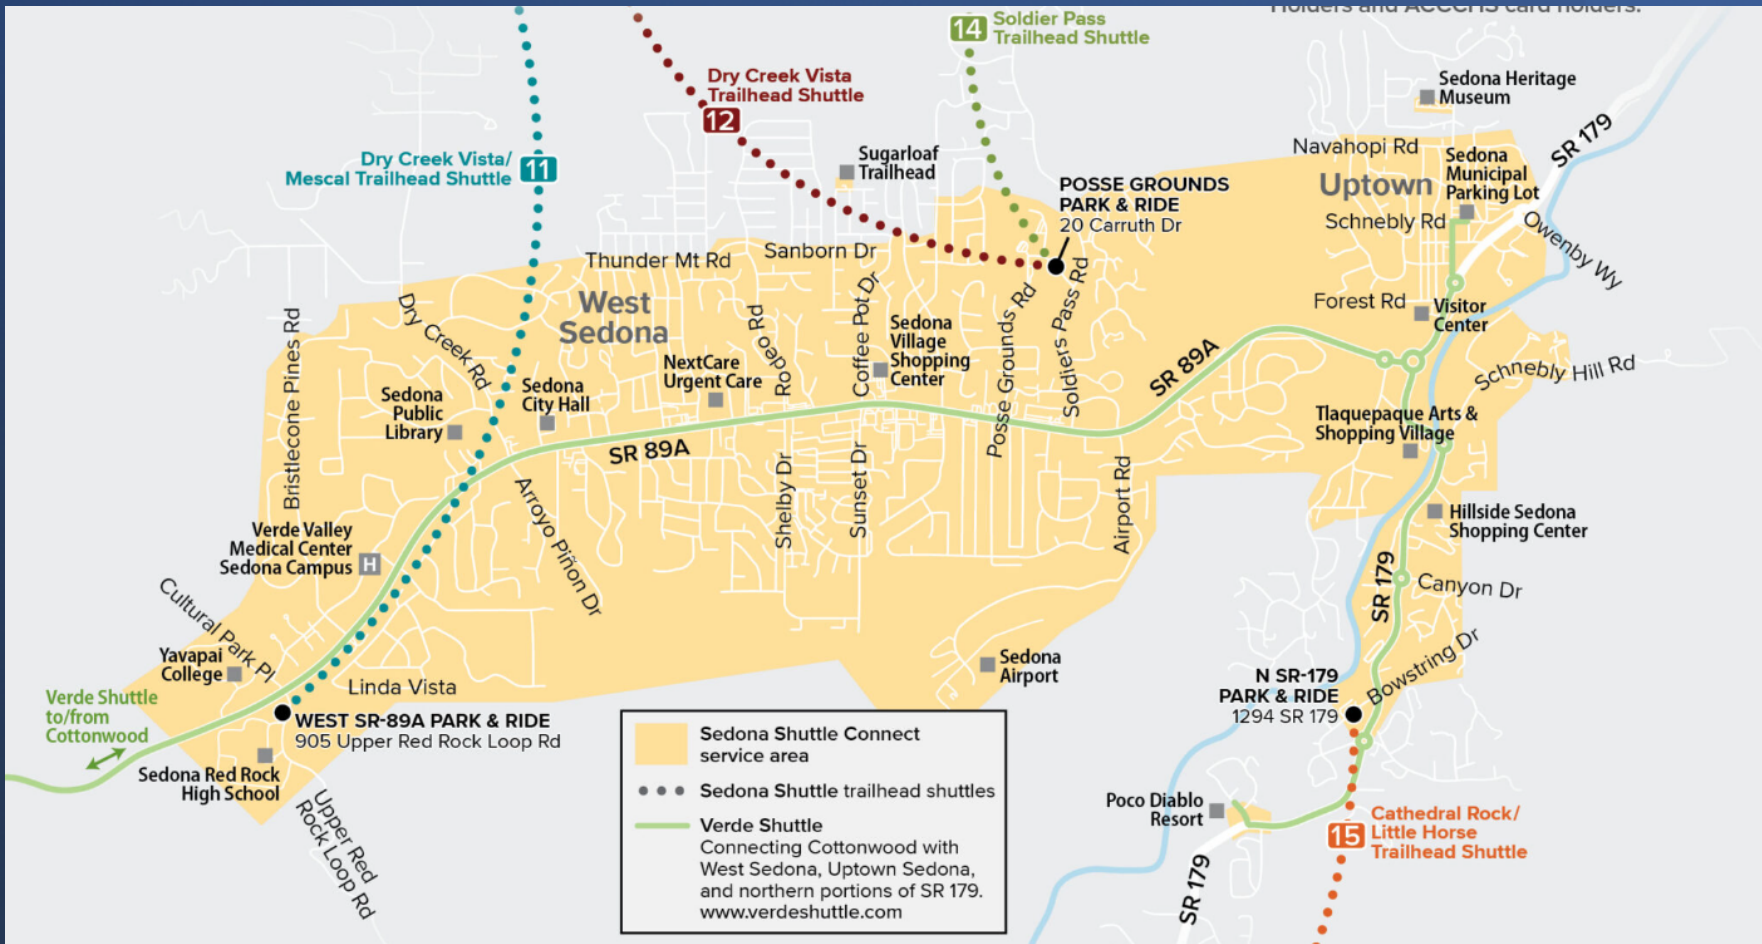 Holders and ACCCHS card holders.
14
Soldier Pass
Trailhead Shuttle
Dry Creek Vista
Trailhead Shuttle
12
Dry Creek Vista/
Mescal Trailhead Shuttle
11
Sugarloaf
Trailhead
POSSE GROUNDS
PARK & RIDE
20 Carruth Dr
Sedona Heritage
Museum
Navahopi Rd
SR 179
Uptown
Sedona
Municipal
Parking Lot
Schnebly Rd
Owenby Wy
Thunder Mt Rd
Sanborn Dr
West
Sedona
Bristlecone Pines Rd
Dry Creek Rd
Rodeo Rd
Coffee Pot Dr
Sedona
Village
Shopping
Center
Posse Grounds Rd
Soldiers Pass Rd
Forest Rd
Visitor
Center
SR 89A
Schnebly Hill Rd
NextCare
Urgent Care
Sedona
City Hall
Sedona
Public
Library
Tlaquepaque Arts &
Shopping Village
SR 89A
Arroyo Piñon Dr
Shelby Dr
Sunset Dr
Airport Rd
Hillside Sedona
Shopping Center
Verde Valley
Medical Center
Sedona Campus
H
SR 179
Canyon Dr
Cultural Park Pl
Yavapai
College
Linda Vista
Sedona
Airport
Bowstring Dr
N SR-179
PARK & RIDE
1294 SR 179
Verde Shuttle
to/from
Cottonwood
WEST SR-89A PARK & RIDE
905 Upper Red Rock Loop Rd
Sedona Red Rock
High School
Upper Red
Rock Loop Rd
Sedona Shuttle Connect
service area
Sedona Shuttle trailhead shuttles
Verde Shuttle
Connecting Cottonwood with
West Sedona, Uptown Sedona,
and northern portions of SR 179.
www.verdeshuttle.com
Poco Diablo
Resort
15
Cathedral Rock/
Little Horse
Trailhead Shuttle
SR 179